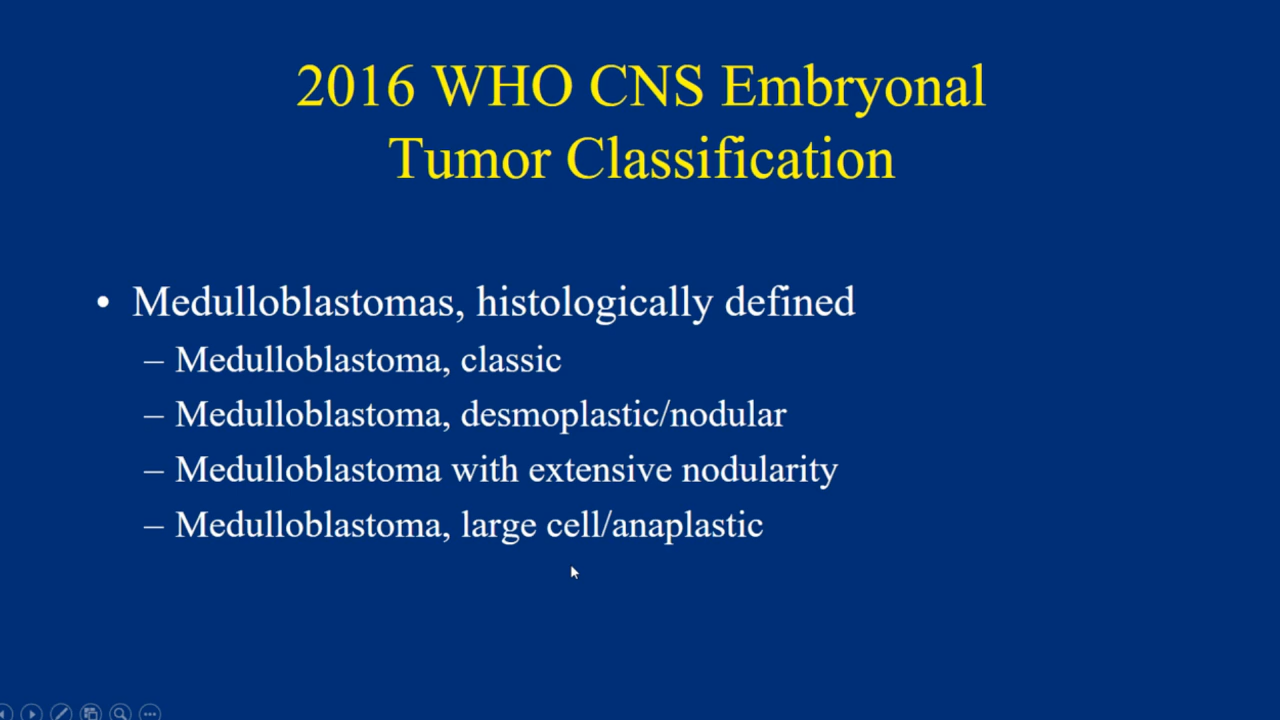 2016 WHO CNS Embryonal
Tumor Classification
• Medulloblastomas, histologically defined
– Medulloblastoma, classic
– Medulloblastoma, desmoplastic/nodular
– Medulloblastoma with extensive nodularity
– Medulloblastoma, large cell/anaplastic